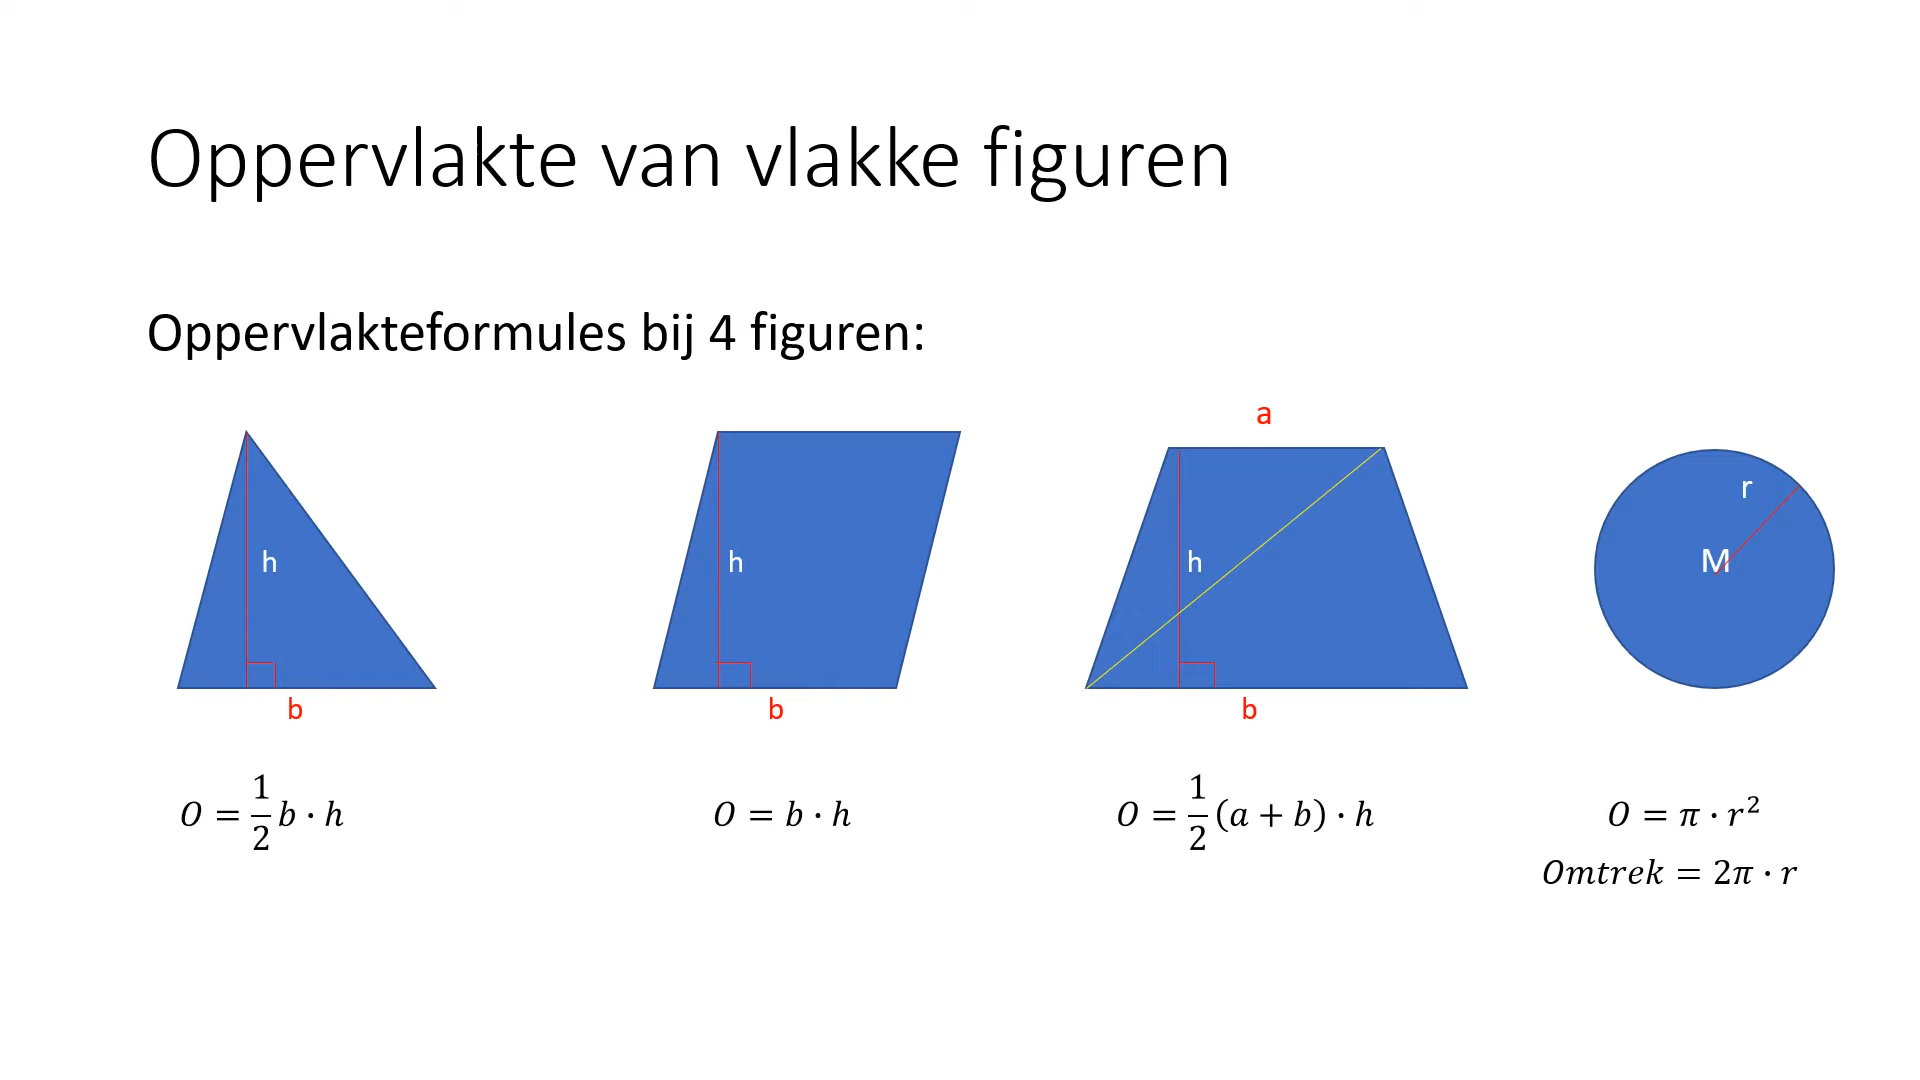 Oppervlakte van vlakke figuren
Oppervlakteformules bij 4 figuren:
h
b
h
b
a
h
b
r
M
O = 1/2 b · h
O = b · h
O = 1/2 (a + b) · h
O = π · r²
Omtrek = 2π · r